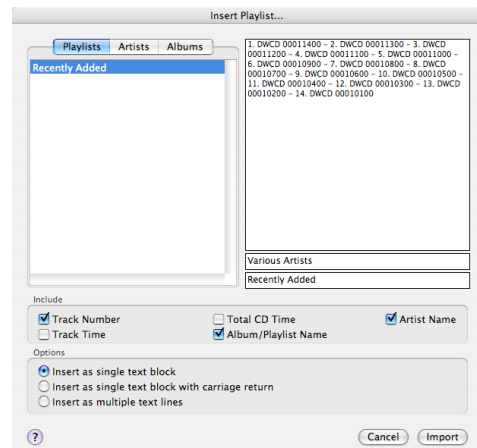 Insert Playlist...
Playlists Artists Albums
Recently Added
1. DWCD 00011400 – 2. DWCD 00011300 – 3. DWCD
00011200 – 4. DWCD 00011100 – 5. DWCD 00011000 –
6. DWCD 00010900 – 7. DWCD 00010800 – 8. DWCD
00010700 – 9. DWCD 00010600 – 10. DWCD 00010500 –
11. DWCD 00010400 – 12. DWCD 00010300 – 13. DWCD
00010200 – 14. DWCD 00010100
Various Artists
Recently Added
Include
Track Number Total CD Time Artist Name
Track Time Album/Playlist Name
Options
Insert as single text block
Insert as single text block with carriage return
Insert as multiple text lines
? Cancel Import